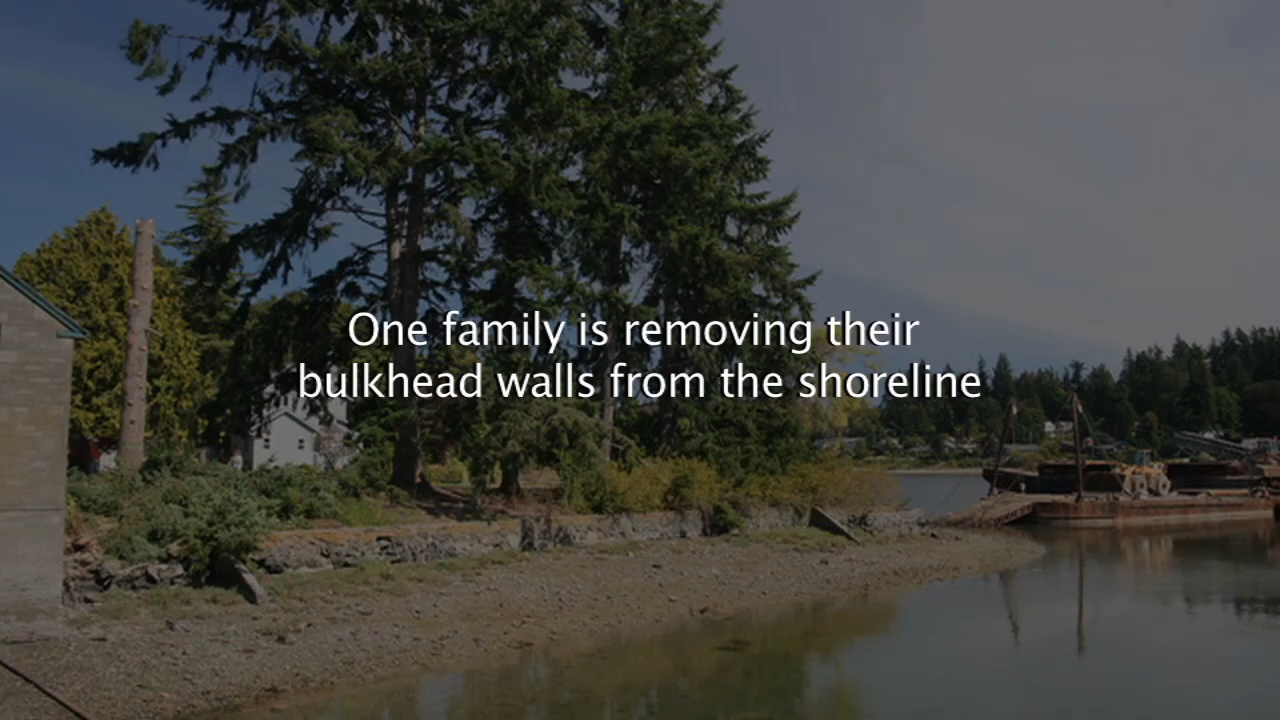 One family is removing their
bulkhead walls from the shoreline